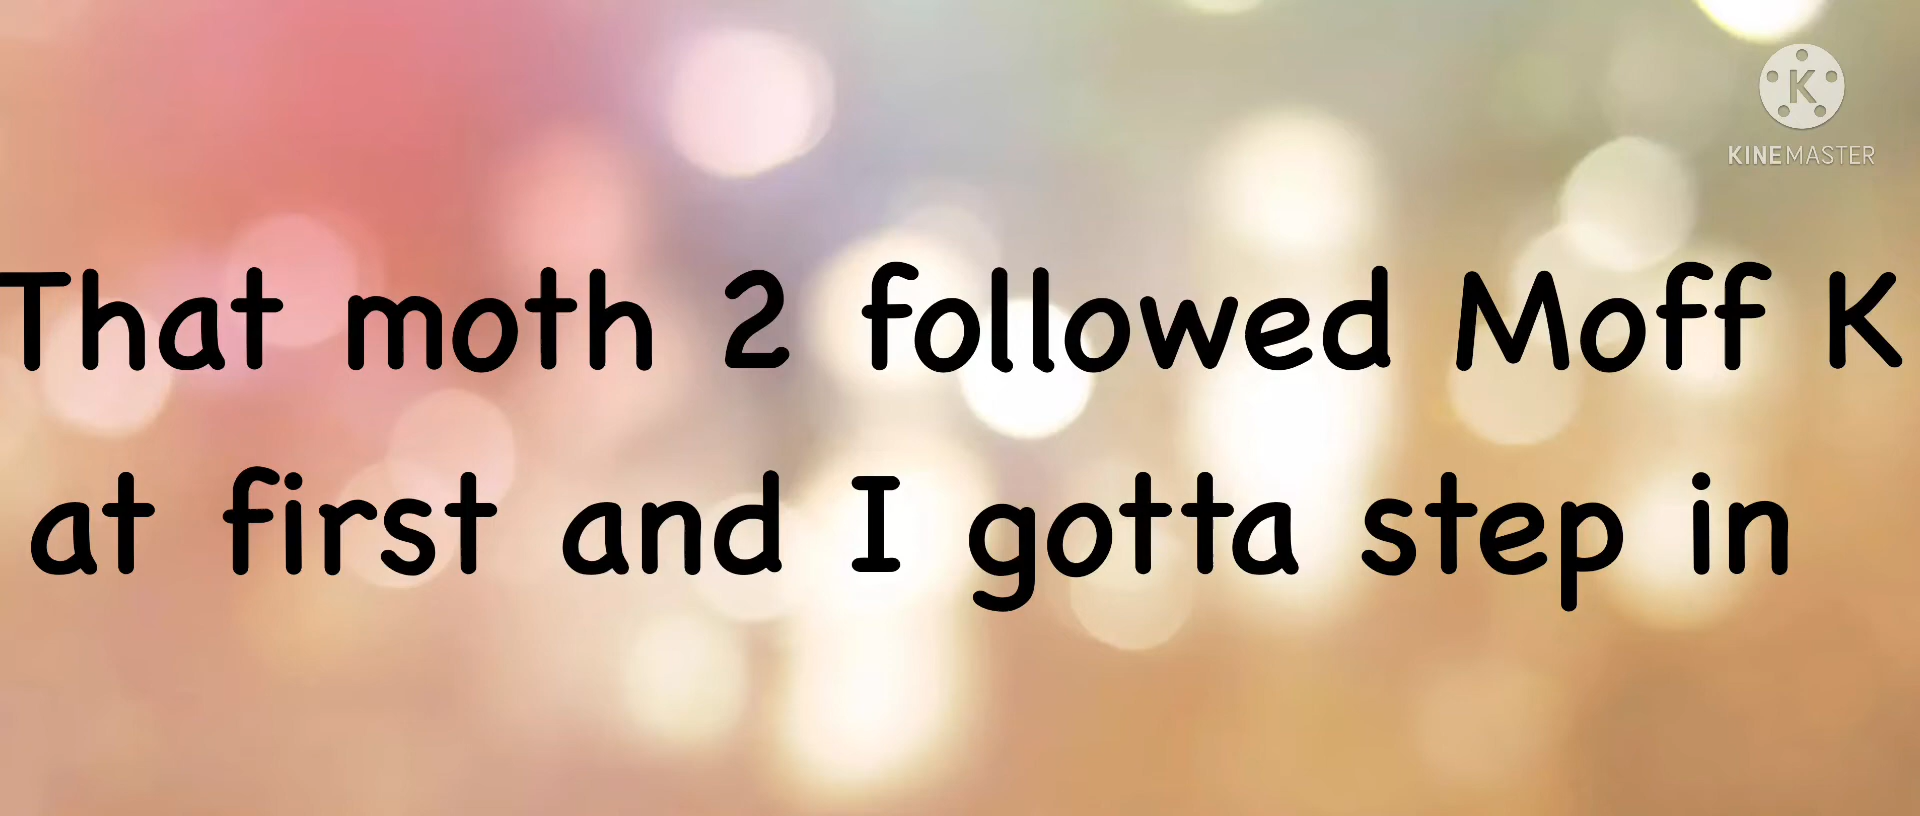 K
KINEMASTER
That moth 2 followed Moff K
at first and I gotta step in